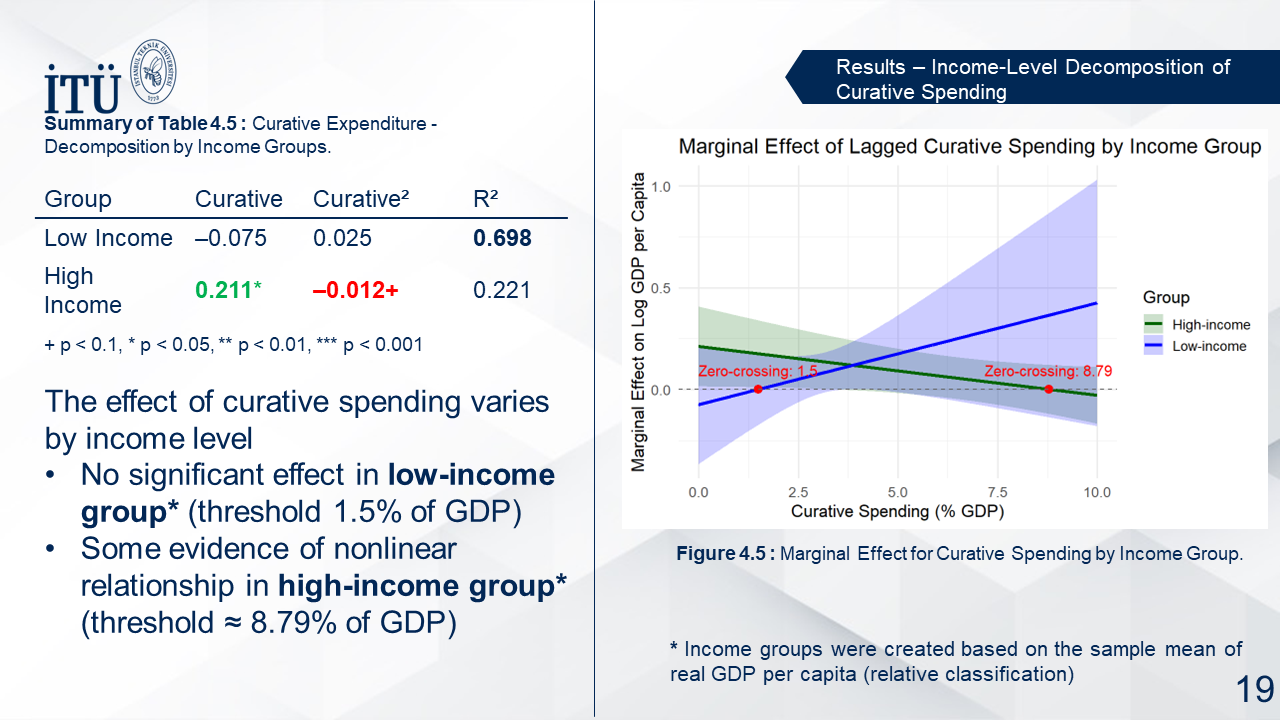 İTÜ
İSTANBUL TEKNİK ÜNİVERSİTESİ
1773
Summary of Table 4.5 : Curative Expenditure -
Decomposition by Income Groups.
Group Curative Curative² R²
Low Income –0.075 0.025 0.698
High
Income 0.211* –0.012+ 0.221
+ p < 0.1, * p < 0.05, ** p < 0.01, *** p < 0.001
The effect of curative spending varies
by income level
• No significant effect in low-income
group* (threshold 1.5% of GDP)
• Some evidence of nonlinear
relationship in high-income group*
(threshold ≈ 8.79% of GDP)
Results – Income-Level Decomposition of
Curative Spending
Marginal Effect of Lagged Curative Spending by Income Group
Marginal Effect on Log GDP per Capita
1.0
0.5
0.0
Zero-crossing: 1.5
Zero-crossing: 8.79
0.0 2.5 5.0 7.5 10.0
Curative Spending (% GDP)
Group
High-income
Low-income
Figure 4.5 : Marginal Effect for Curative Spending by Income Group.
* Income groups were created based on the sample mean of
real GDP per capita (relative classification)
19